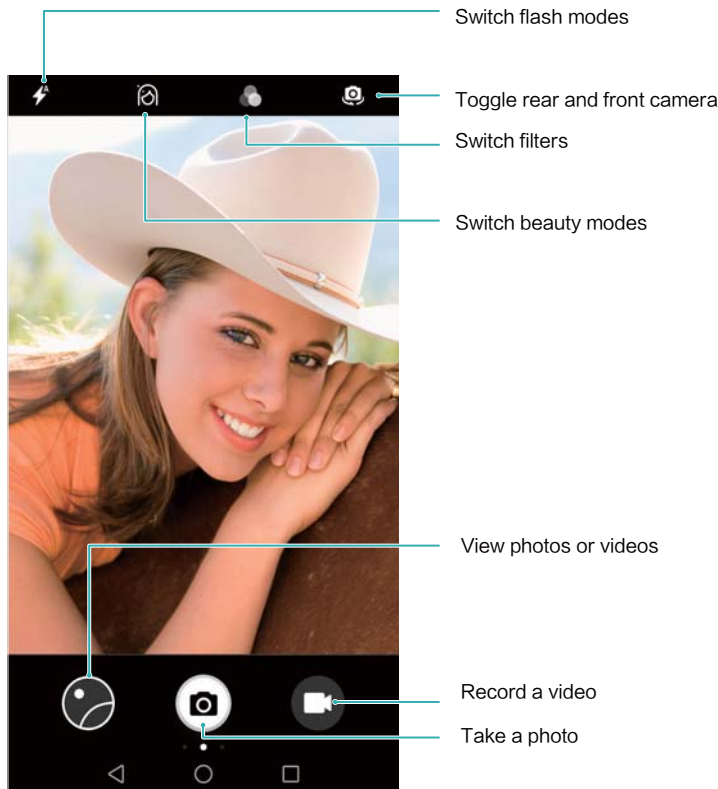 Switch flash modes
A
Toggle rear and front camera
Switch filters
Switch beauty modes
View photos or videos
Record a video
Take a photo